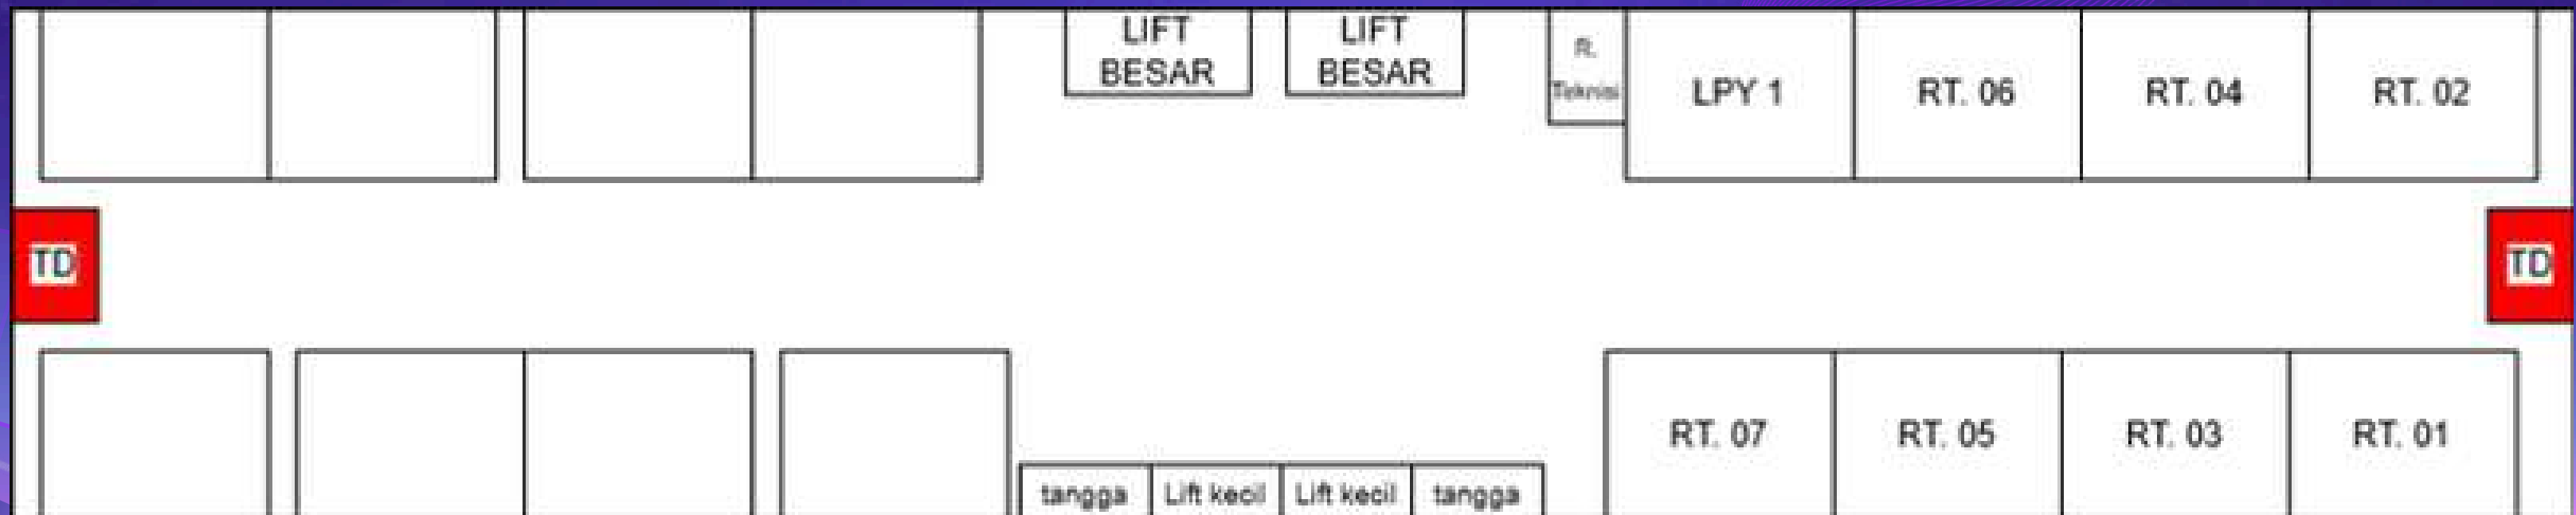 LIFT
BESAR
LIFT
BESAR
R.
Teknisi
LPY 1
RT. 06
RT. 04
RT. 02
TD
TD
RT. 07
RT. 05
RT. 03
RT. 01
tangga
Lift kecil
Lift kecil
tangga